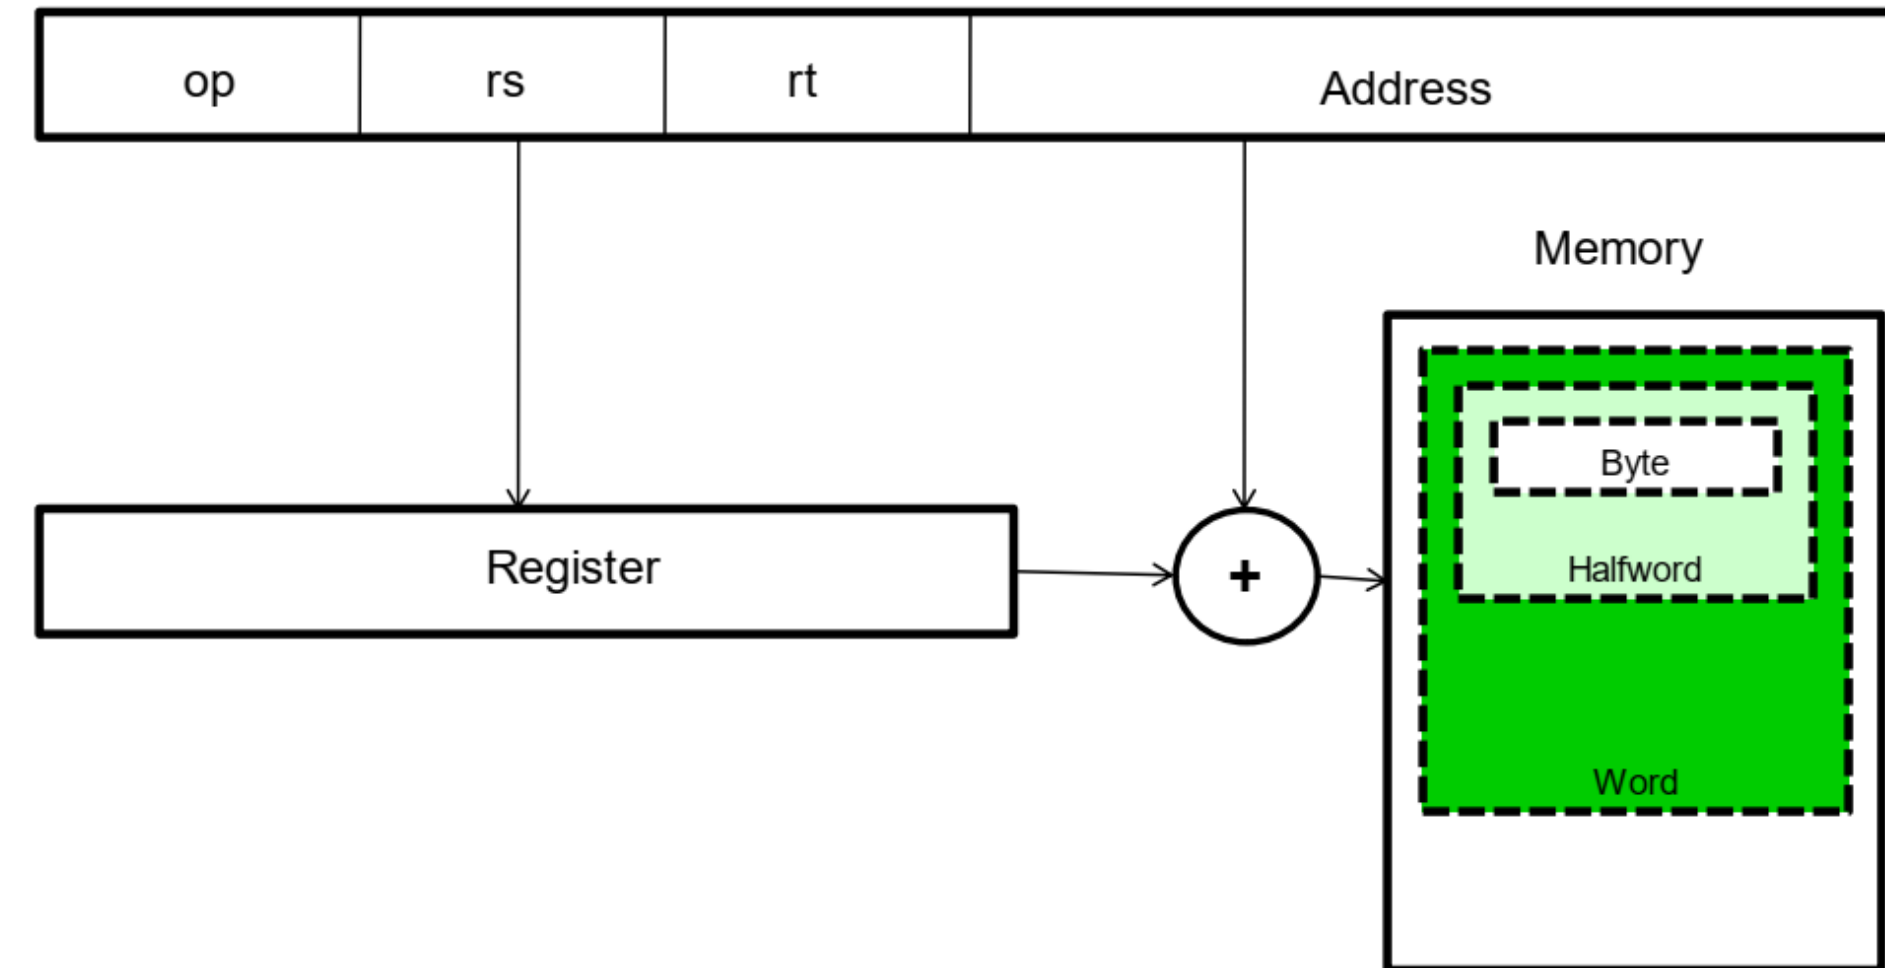 op rs rt Address
Memory
Byte
Register +
Halfword
Word